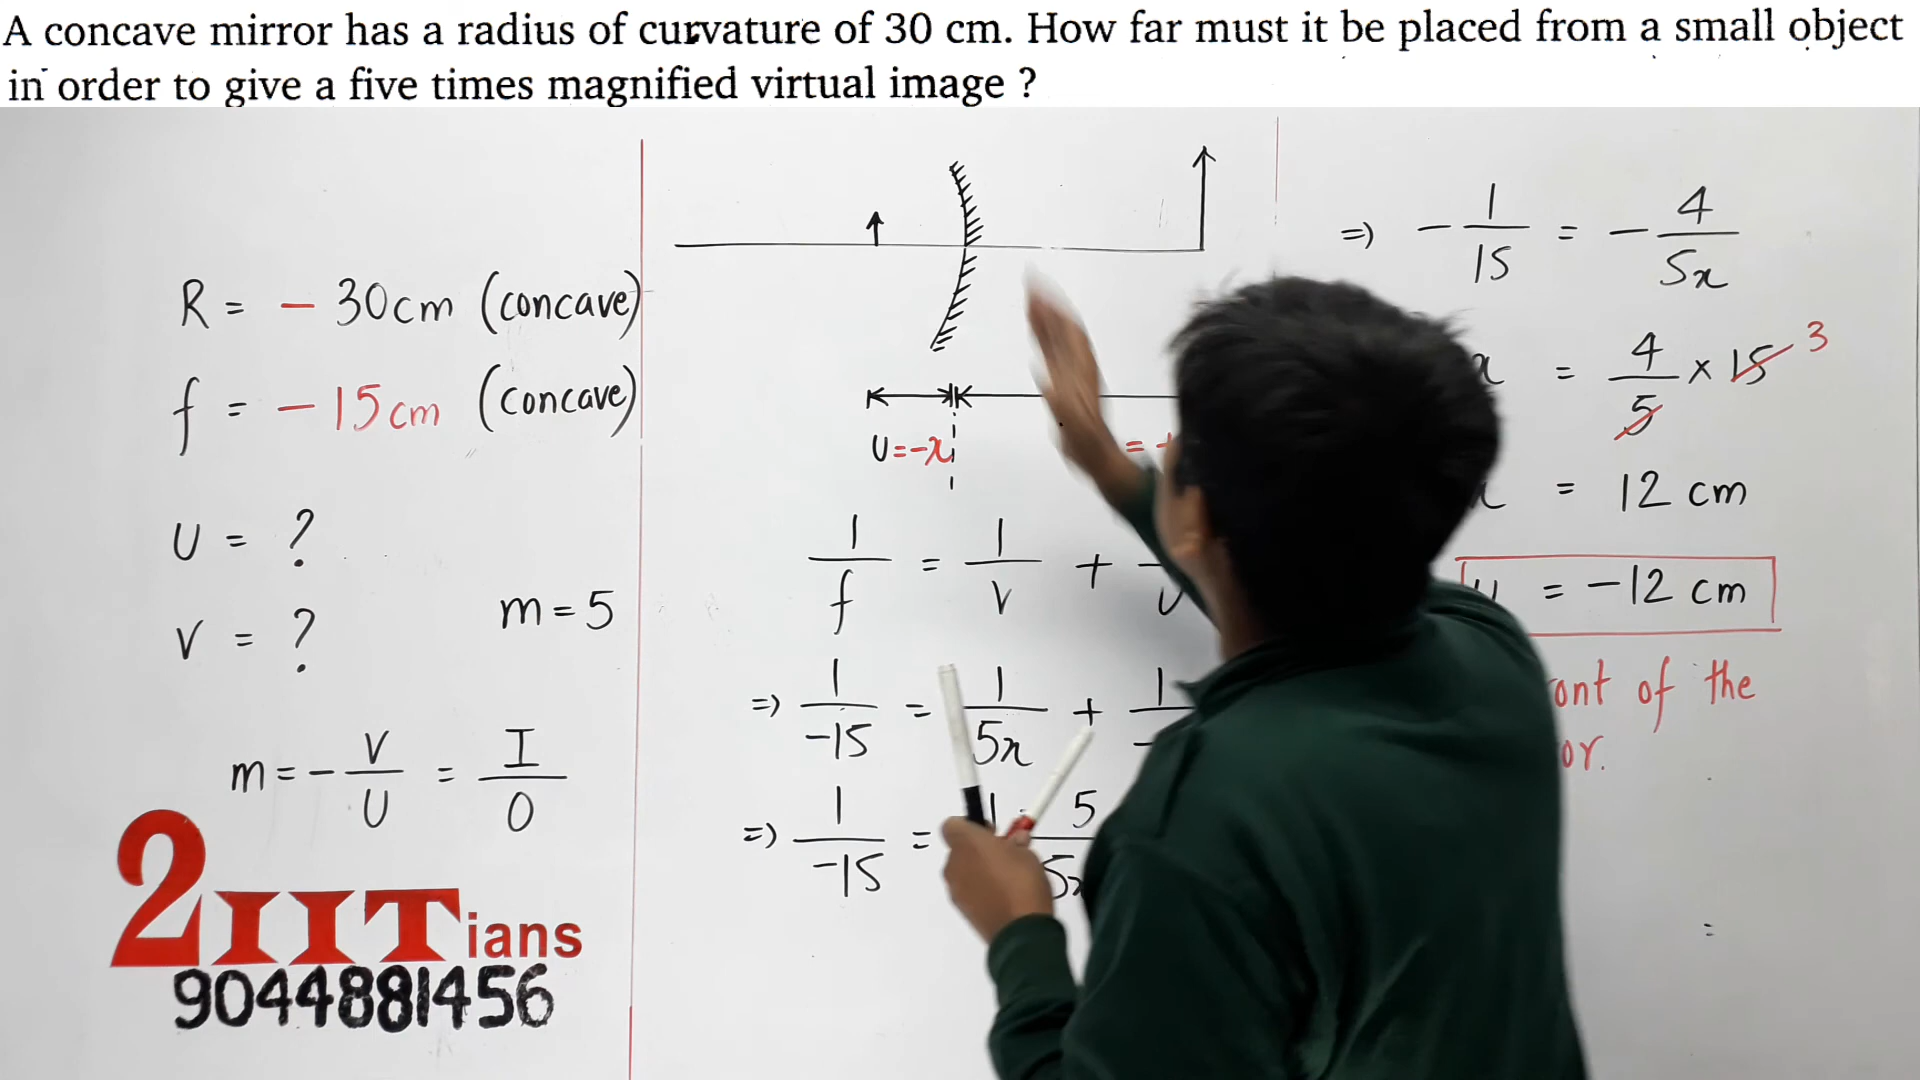 A concave mirror has a radius of curvature of 30 cm. How far must it be placed from a small object
in order to give a five times magnified virtual image ?
R = - 30cm (concave)
f = - 15cm (concave)
U = ?
V = ?
m = 5
m = - V/U = I/O
2IITians
9044881456
U = -x
= +
1/f = 1/V + /U
=> 1/-15 = 1/5x + 1/-
=> 1/-15 = 1 5/5x
=> - 1/15 = - 4/5x
x = 4/5 × 15 3
x = 12 cm
u = -12 cm
of the